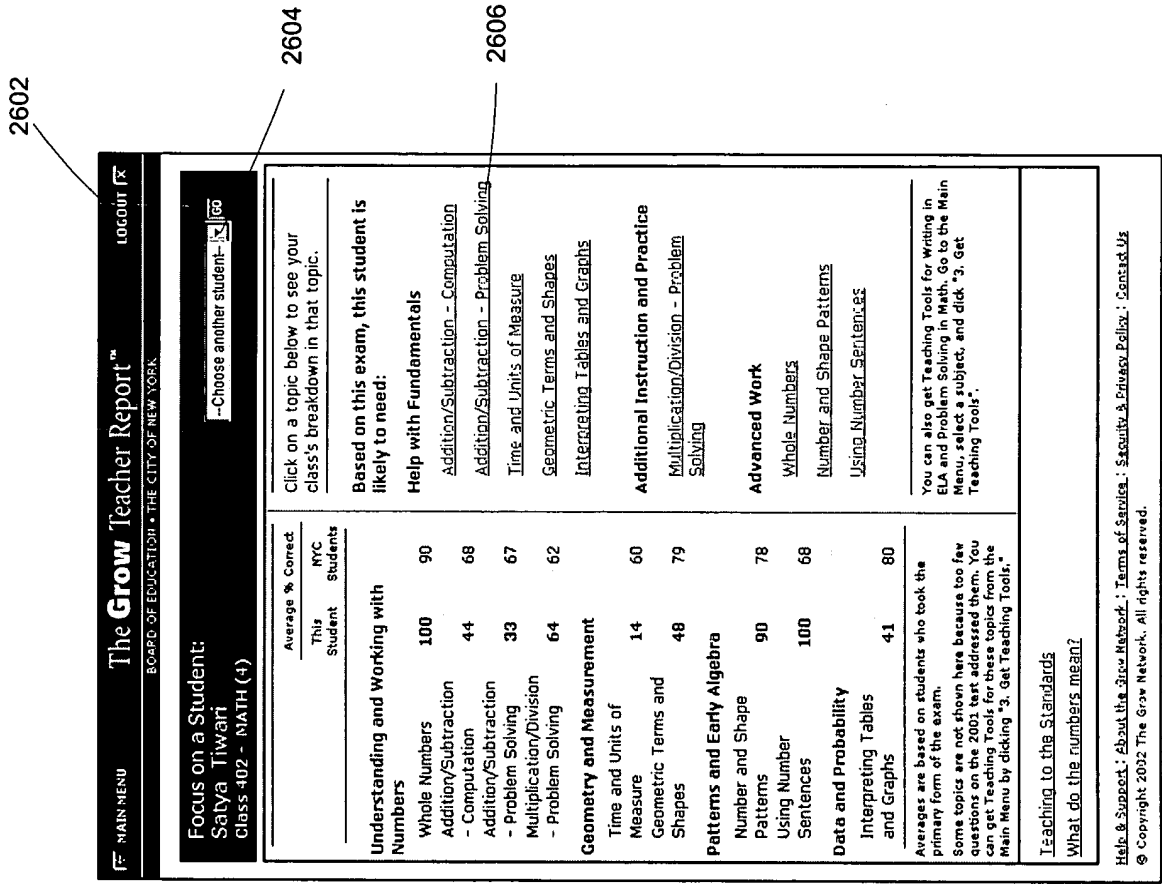 2602
2604
2606
MAIN MENU
The Grow Teacher Report™
LOGOUT
BOARD OF EDUCATION • THE CITY OF NEW YORK
Focus on a Student:
Satya Tiwari
Class 402 - MATH (4)
--Choose another student--
GO
Average % Correct
This Student
NYC Students
Understanding and Working with
Numbers
Whole Numbers 100 90
Addition/Subtraction
- Computation 44 68
Addition/Subtraction
- Problem Solving 33 67
Multiplication/Division
- Problem Solving 64 62
Geometry and Measurement
Time and Units of
Measure 14 60
Geometric Terms and
Shapes 48 79
Patterns and Early Algebra
Number and Shape
Patterns 90 78
Using Number
Sentences 100 68
Data and Probability
Interpreting Tables
and Graphs 41 80
Averages are based on students who took the
primary form of the exam.
Some topics are not shown here because too few
questions on the 2001 test addressed them. You
can get Teaching Tools for these topics from the
Main Menu by clicking "3. Get Teaching Tools."
Click on a topic below to see your
class's breakdown in that topic.
Based on this exam, this student is
likely to need:
Help with Fundamentals
Addition/Subtraction - Computation
Addition/Subtraction - Problem Solving
Time and Units of Measure
Geometric Terms and Shapes
Interpreting Tables and Graphs
Additional Instruction and Practice
Multiplication/Division - Problem
Solving
Advanced Work
Whole Numbers
Number and Shape Patterns
Using Number Sentences
You can also get Teaching Tools for Writing in
ELA and Problem Solving in Math. Go to the Main
Menu, select a subject, and click "3. Get
Teaching Tools".
Teaching to the Standards
What do the numbers mean?
Help & Support : About the Grow Network : Terms of Service : Security & Privacy Policy : Contact Us
© Copyright 2002 The Grow Network. All rights reserved.